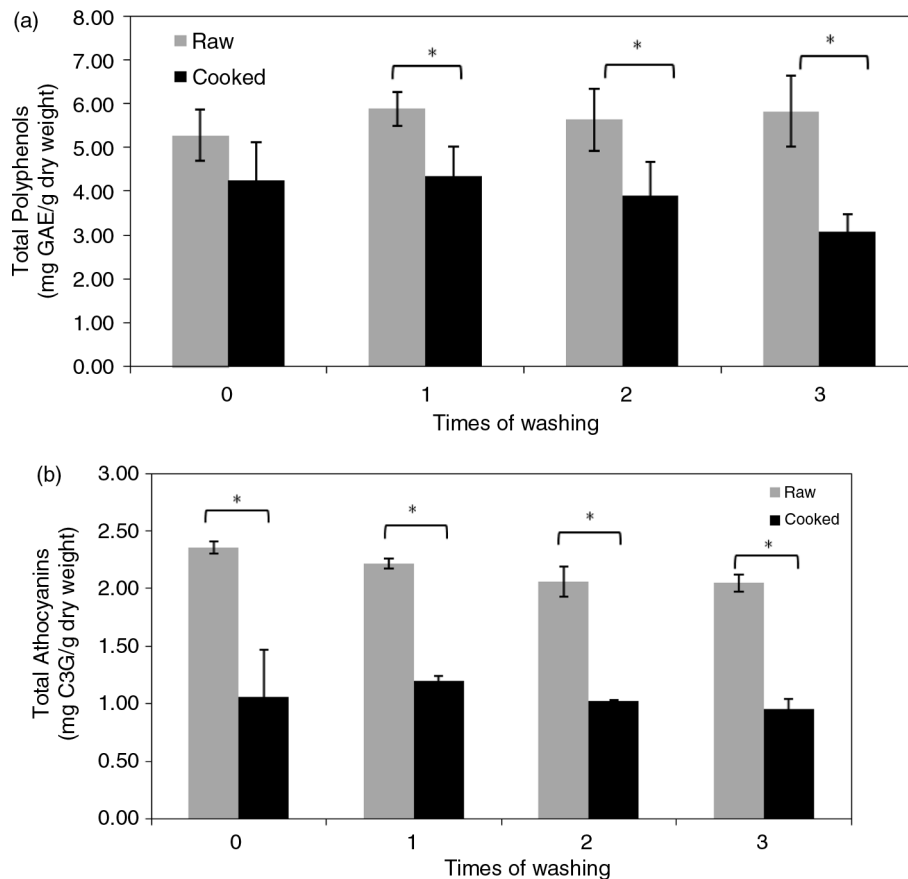 (a)
8.00
7.00
6.00
5.00
4.00
3.00
2.00
1.00
0.00
Total Polyphenols
(mg GAE/g dry weight)
Raw
Cooked
*
*
*
0
1
2
3
Times of washing
(b)
3.00
2.50
2.00
1.50
1.00
0.50
0.00
Total Athocyanins
(mg C3G/g dry weight)
Raw
Cooked
*
*
*
*
0
1
2
3
Times of washing